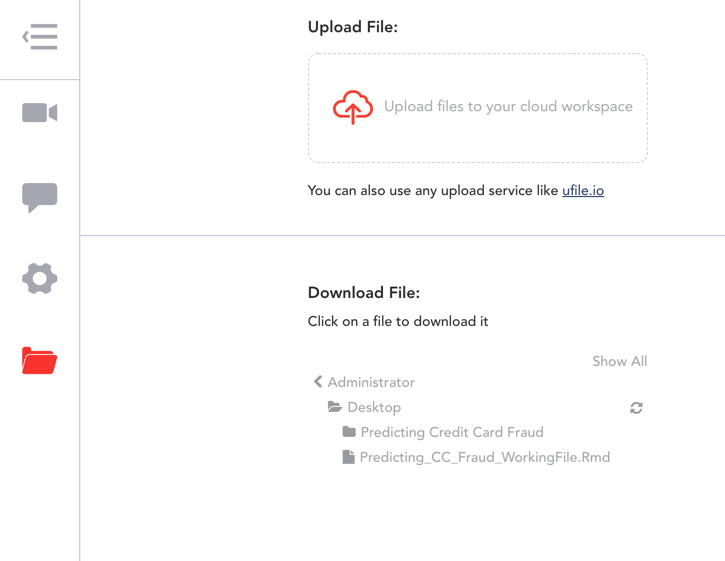 Upload File:
Upload files to your cloud workspace
You can also use any upload service like ufile.io
Download File:
Click on a file to download it
Show All
Administrator
Desktop
Predicting Credit Card Fraud
Predicting_CC_Fraud_WorkingFile.Rmd